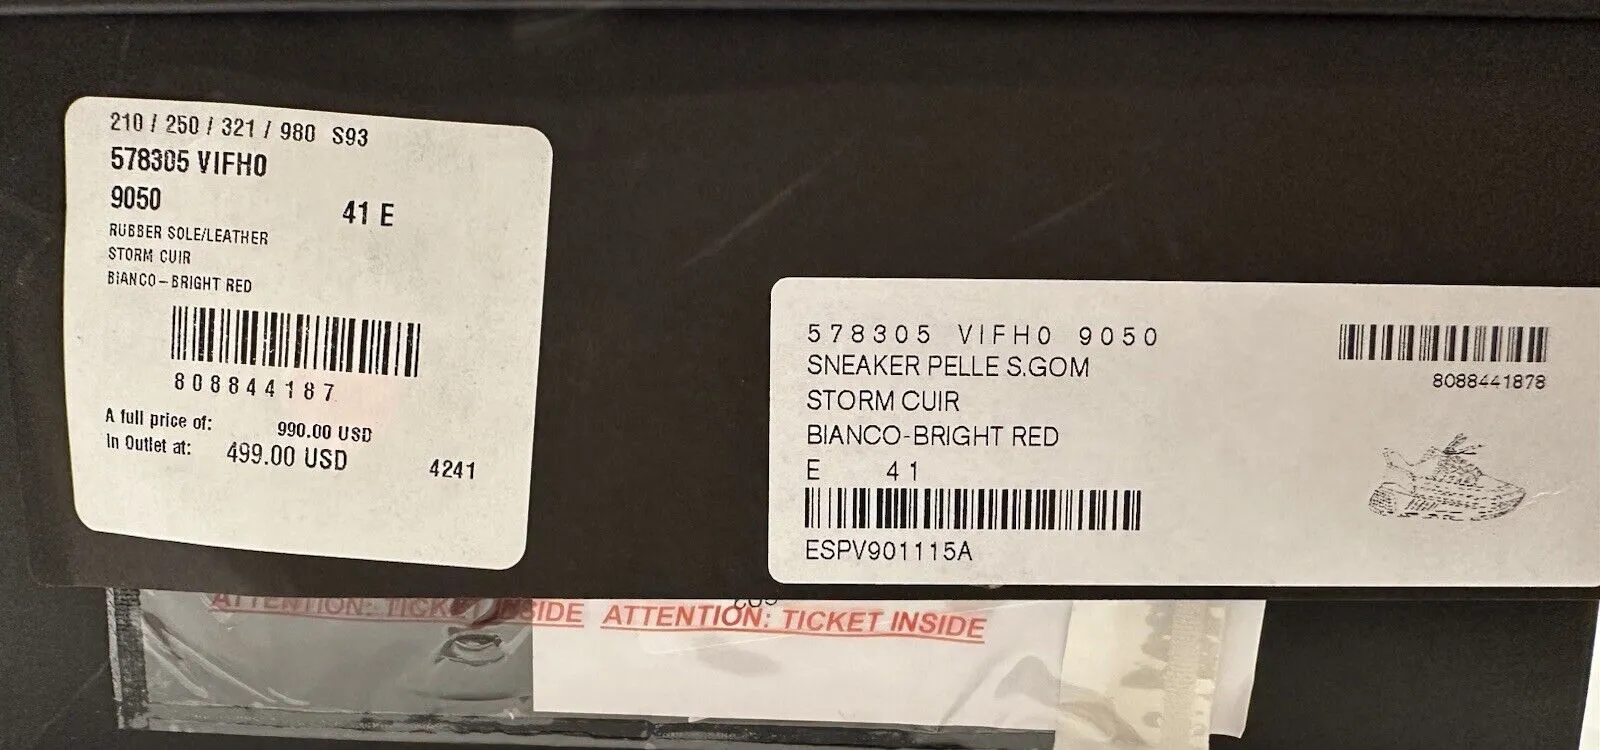 210 / 250 / 321 / 980 S93
578305 VIFH0
9050
41 E
RUBBER SOLE/LEATHER
STORM CUIR
BIANCO-BRIGHT RED
808844187
A full price of: 990.00 USD
In Outlet at: 499.00 USD
4241
578305 VIFH0 9050
SNEAKER PELLE S.GOM
STORM CUIR
BIANCO-BRIGHT RED
E 41
ESPV901115A
8088441878
ATTENTION: TICKET INSIDE ATTENTION: TICKET INSIDE